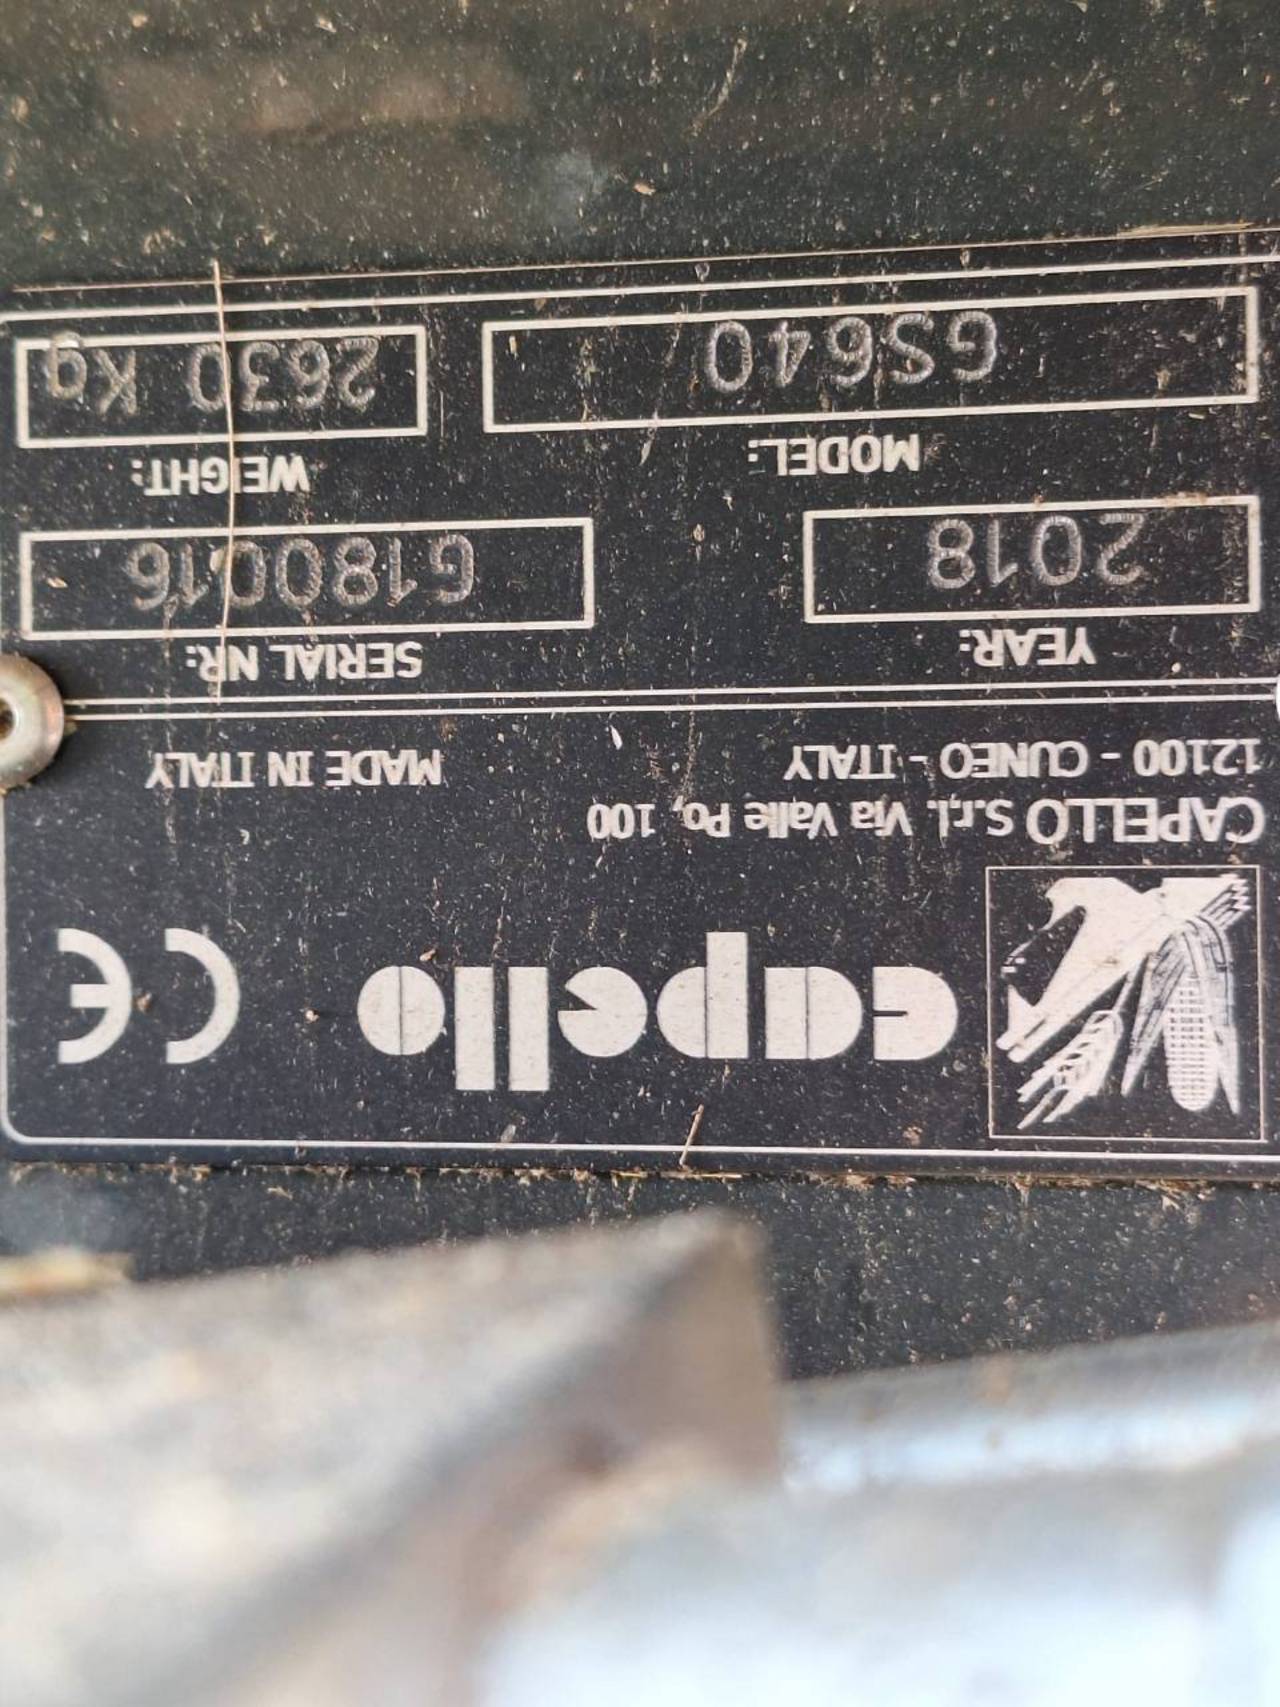 capello CE
CAPELLO S.r.l. Via Valle Po, 100
12100 - CUNEO - ITALY MADE IN ITALY
YEAR: SERIAL NR:
2018 G180016
MODEL: WEIGHT:
GS640 2630 Kg